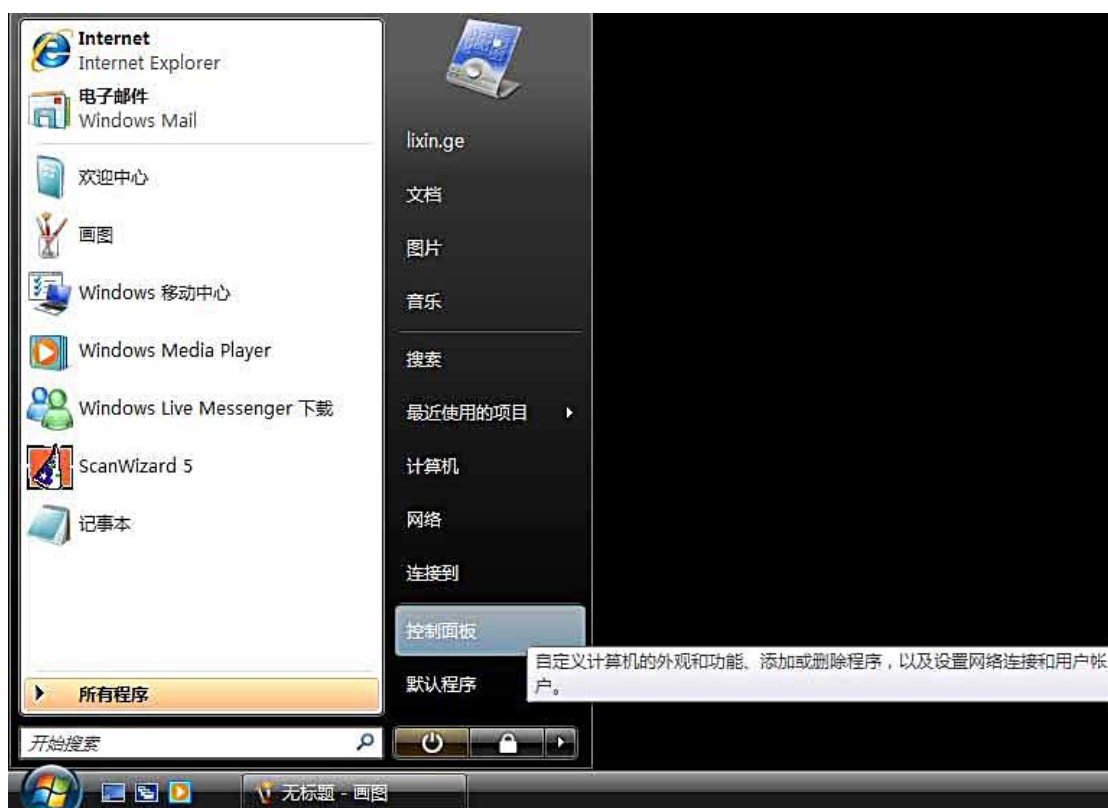 Internet
Internet Explorer
电子邮件
Windows Mail
欢迎中心
画图
Windows 移动中心
Windows Media Player
Windows Live Messenger 下载
ScanWizard 5
记事本
所有程序
开始搜索
lixin.ge
文档
图片
音乐
搜索
最近使用的项目
计算机
网络
连接到
控制面板
默认程序
自定义计算机的外观和功能、添加或删除程序，以及设置网络连接和用户帐
户。
无标题 - 画图